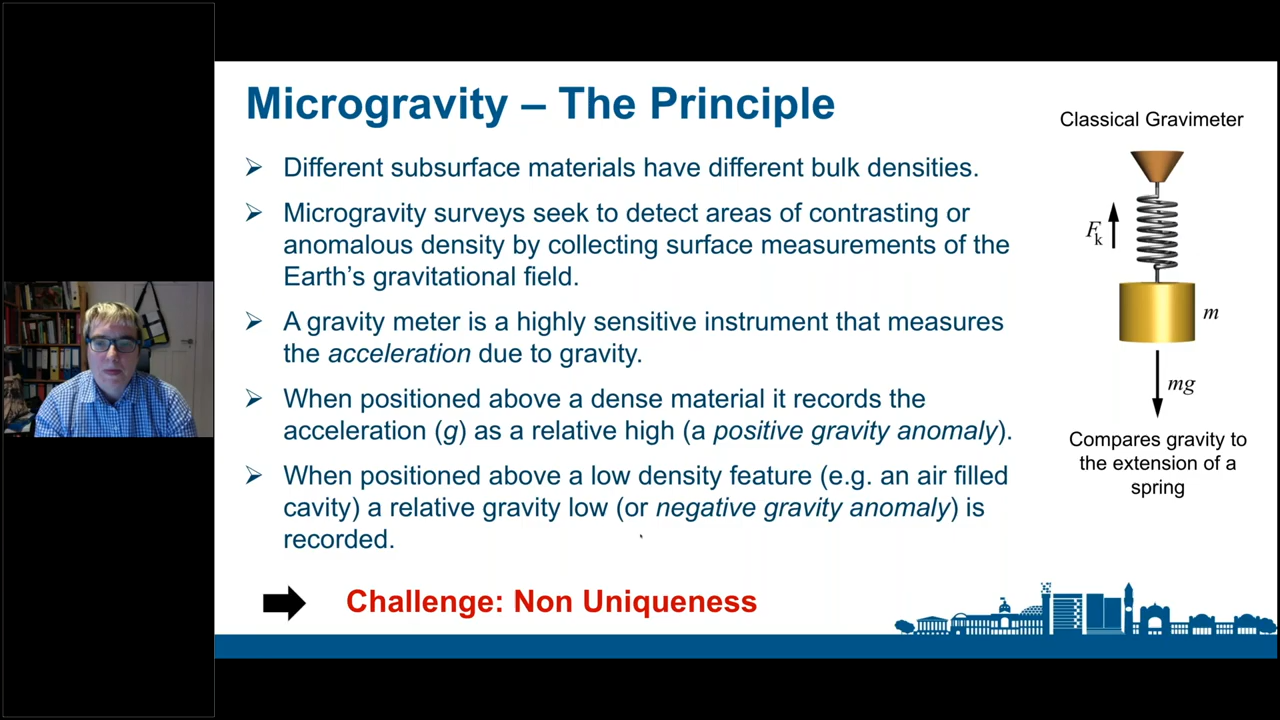 Microgravity – The Principle
➢ Different subsurface materials have different bulk densities.
➢ Microgravity surveys seek to detect areas of contrasting or
anomalous density by collecting surface measurements of the
Earth’s gravitational field.
➢ A gravity meter is a highly sensitive instrument that measures
the acceleration due to gravity.
➢ When positioned above a dense material it records the
acceleration (g) as a relative high (a positive gravity anomaly).
➢ When positioned above a low density feature (e.g. an air filled
cavity) a relative gravity low (or negative gravity anomaly) is
recorded.
Challenge: Non Uniqueness
Classical Gravimeter
Fk
m
mg
Compares gravity to
the extension of a
spring